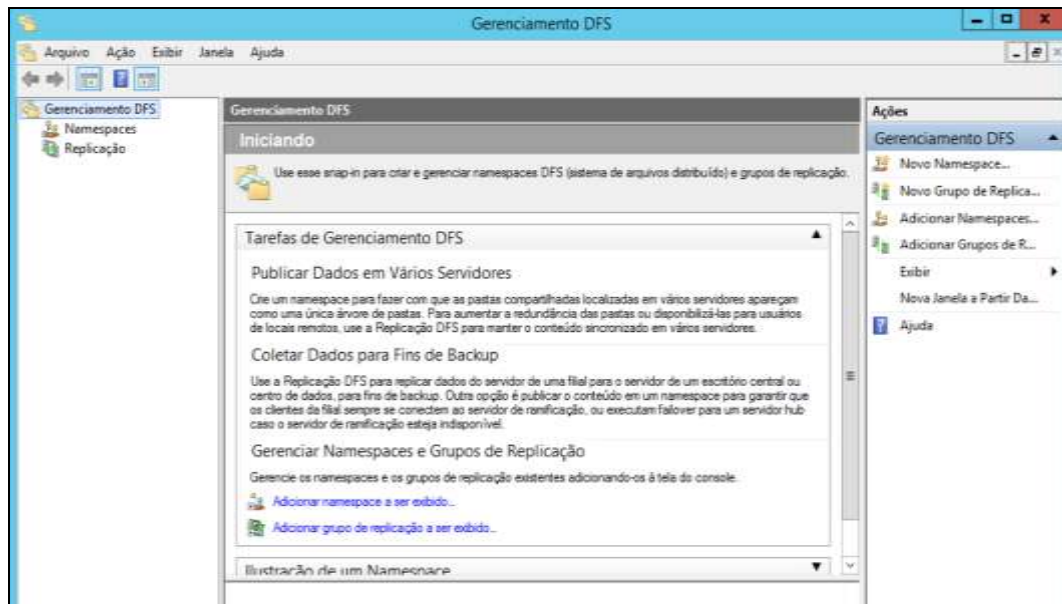 Gerenciamento DFS
Arquivo Ação Exibir Janela Ajuda
Gerenciamento DFS
Namespaces
Replicação
Gerenciamento DFS
Iniciando
Use esse snap-in para criar e gerenciar namespaces DFS (sistema de arquivos distribuído) e grupos de replicação.
Tarefas de Gerenciamento DFS
Publicar Dados em Vários Servidores
Crie um namespace para fazer com que as pastas compartilhadas localizadas em vários servidores apareçam
como uma única árvore de pastas. Para aumentar a redundância das pastas ou disponibilizá-las para usuários
de locais remotos, use a Replicação DFS para manter o conteúdo sincronizado em vários servidores.
Coletar Dados para Fins de Backup
Use a Replicação DFS para replicar dados do servidor de uma filial para o servidor de um escritório central ou
centro de dados, para fins de backup. Outra opção é publicar o conteúdo em um namespace para garantir que
os clientes da filial sempre se conectem ao servidor de ramificação, ou executam failover para um servidor hub
caso o servidor de ramificação esteja indisponível.
Gerenciar Namespaces e Grupos de Replicação
Gerencie os namespaces e os grupos de replicação existentes adicionando-os à tela do console.
Adicionar namespace a ser exibido...
Adicionar grupo de replicação a ser exibido...
Ilustração de um Namespace
Ações
Gerenciamento DFS
Novo Namespace...
Novo Grupo de Replica...
Adicionar Namespaces...
Adicionar Grupos de R...
Exibir
Nova Janela a Partir Da...
Ajuda